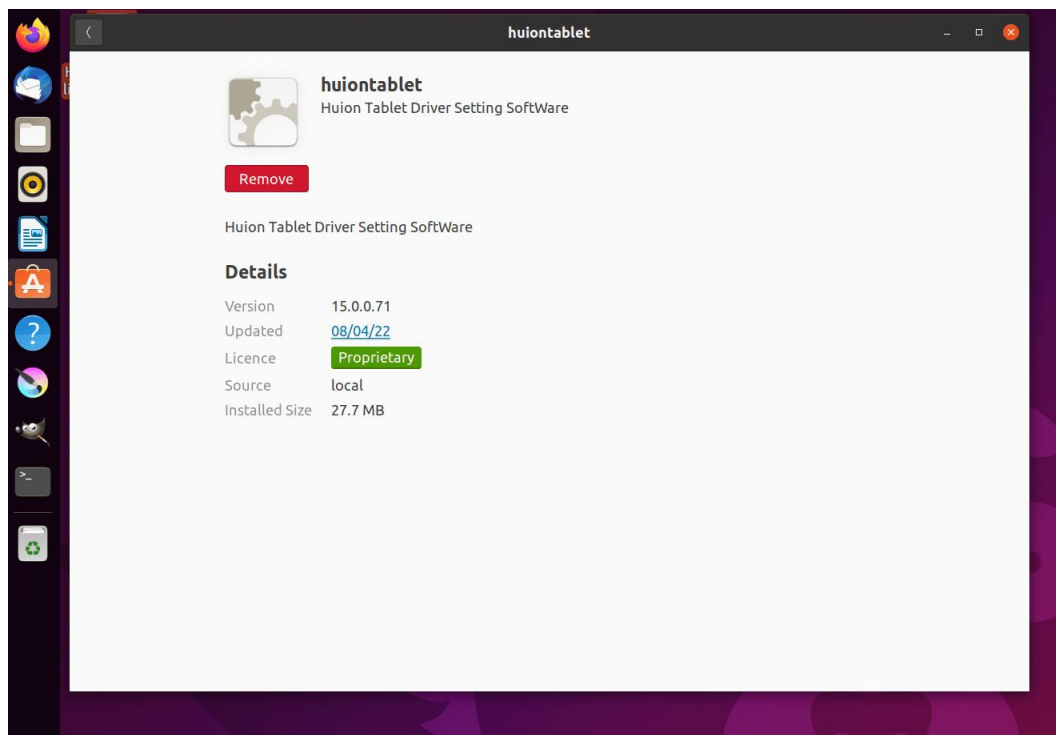 huiontablet
huiontablet
Huion Tablet Driver Setting SoftWare
Remove
Huion Tablet Driver Setting SoftWare
Details
Version 15.0.0.71
Updated 08/04/22
Licence Proprietary
Source local
Installed Size 27.7 MB